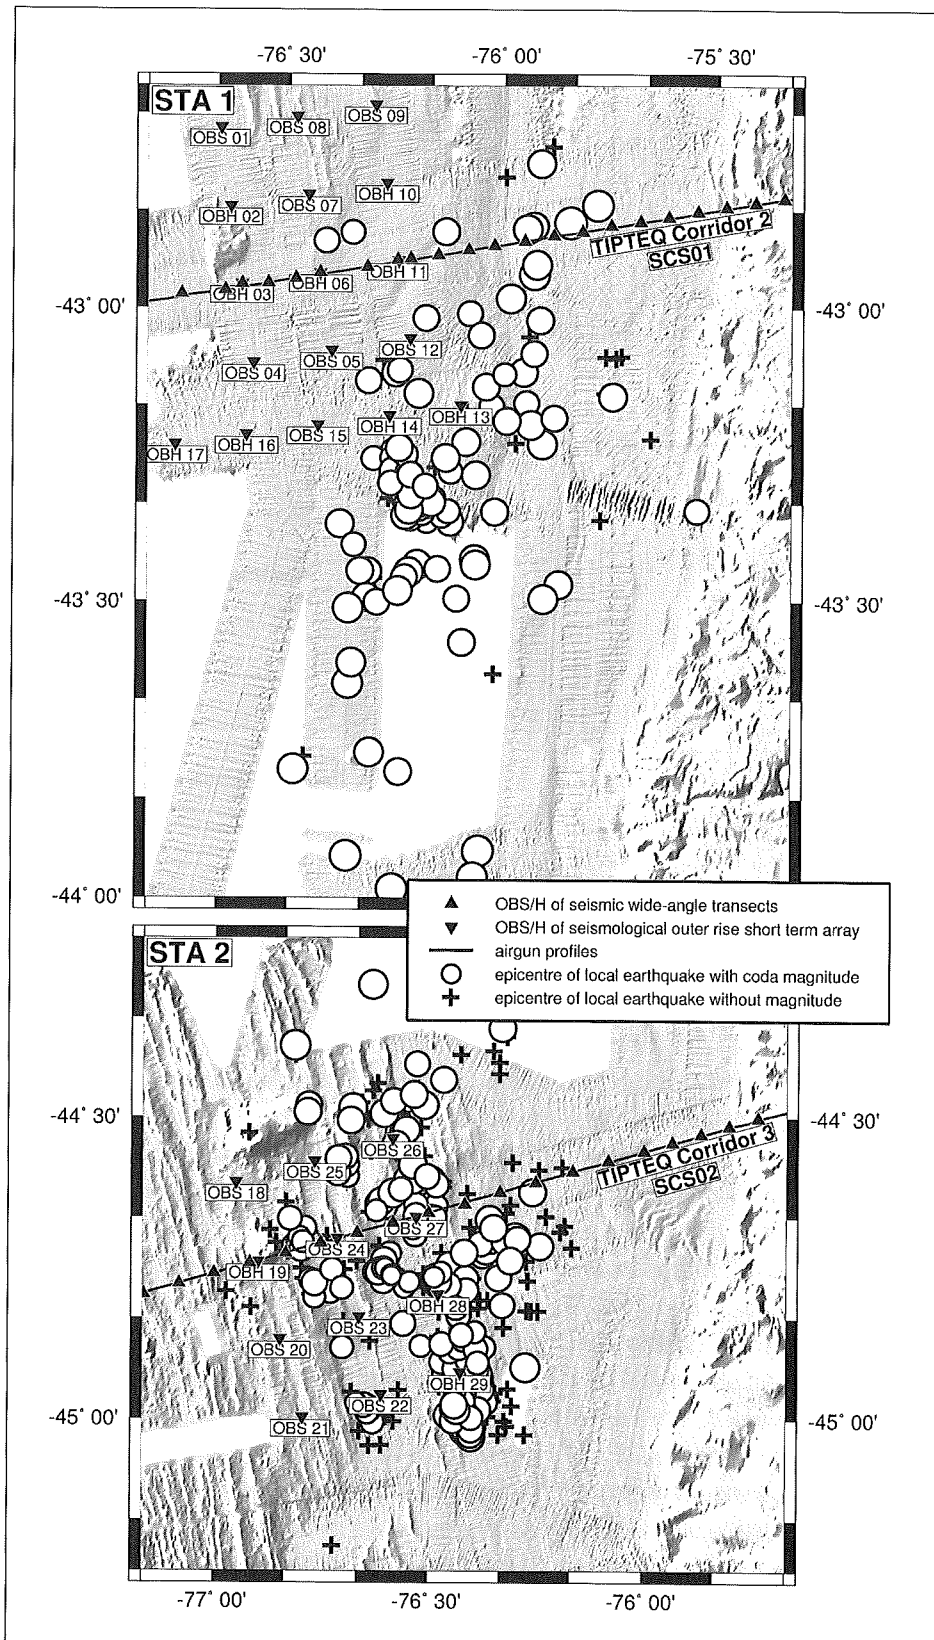 -76° 30' -76° 00' -75° 30'
STA 1
OBS 09
OBS 08
OBS 01
OBH 10
OBS 07
OBH 02
TIPTEQ Corridor 2
SCS01
OBH 11
OBH 06
OBH 03
-43° 00' -43° 00'
OBS 12
OBS 05
OBS 04
OBH 13
OBH 14
OBS 15
OBH 16
OBH 17
-43° 30' -43° 30'
-44° 00'
OBS/H of seismic wide-angle transects
OBS/H of seismological outer rise short term array
airgun profiles
epicentre of local earthquake with coda magnitude
epicentre of local earthquake without magnitude
STA 2
-44° 30' -44° 30'
TIPTEQ Corridor 3
SCS02
OBS 26
OBS 25
OBS 18
OBS 27
OBS 24
OBH 19
OBH 28
OBS 23
OBS 20
OBH 29
OBS 22
OBS 21
-45° 00' -45° 00'
-77° 00' -76° 30' -76° 00'